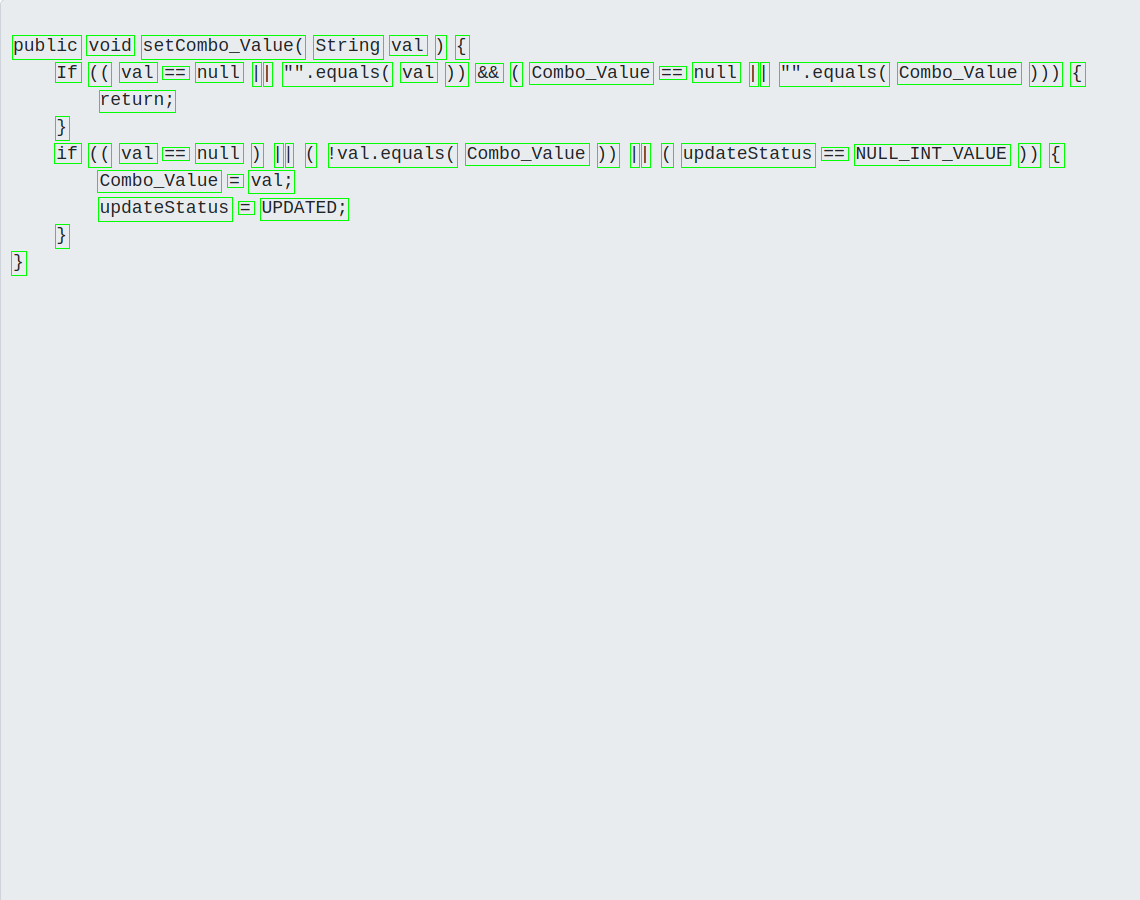 public void setCombo_Value( String val ) {
If (( val == null || "".equals( val )) && ( Combo_Value == null || "".equals( Combo_Value ))) {
return;
}
if (( val == null ) || ( !val.equals( Combo_Value )) || ( updateStatus == NULL_INT_VALUE )) {
Combo_Value = val;
updateStatus = UPDATED;
}
}